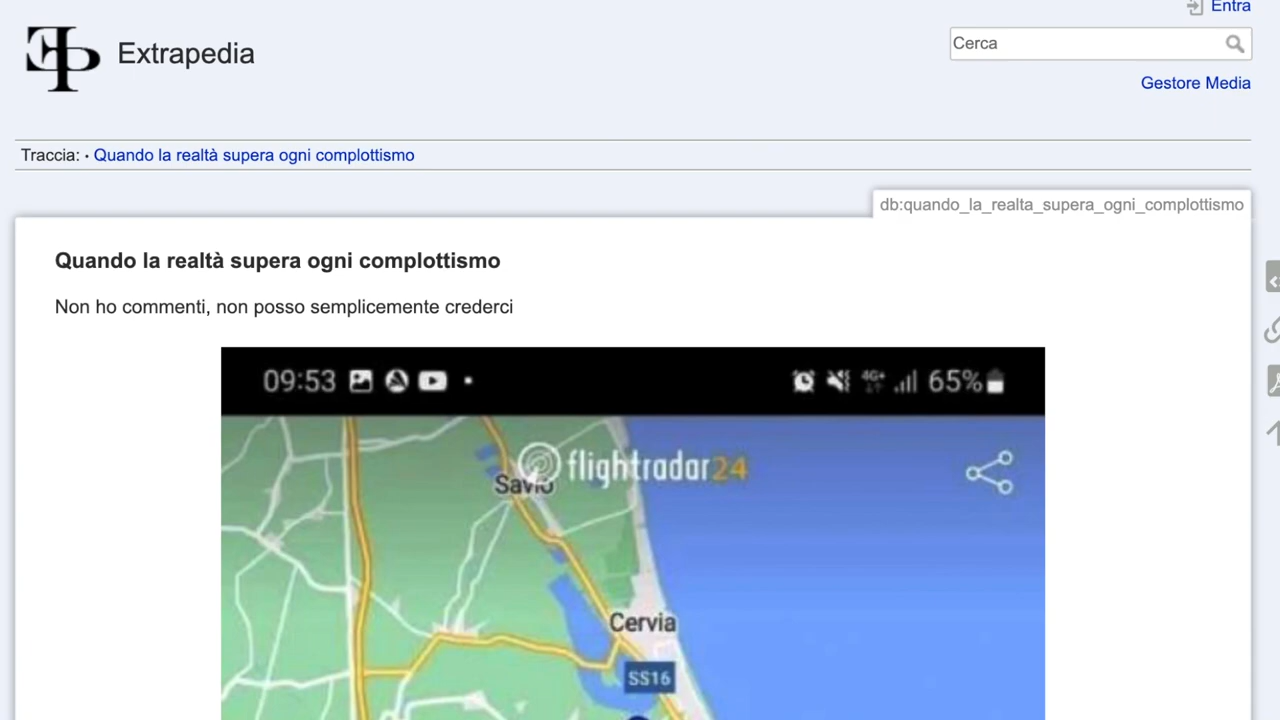 Entra
Extrapedia
Cerca
Gestore Media
Traccia: • Quando la realtà supera ogni complottismo
db:quando_la_realta_supera_ogni_complottismo
Quando la realtà supera ogni complottismo
Non ho commenti, non posso semplicemente crederci
09:53 4G+ 65%
flightradar24
Savio
Cervia
SS16